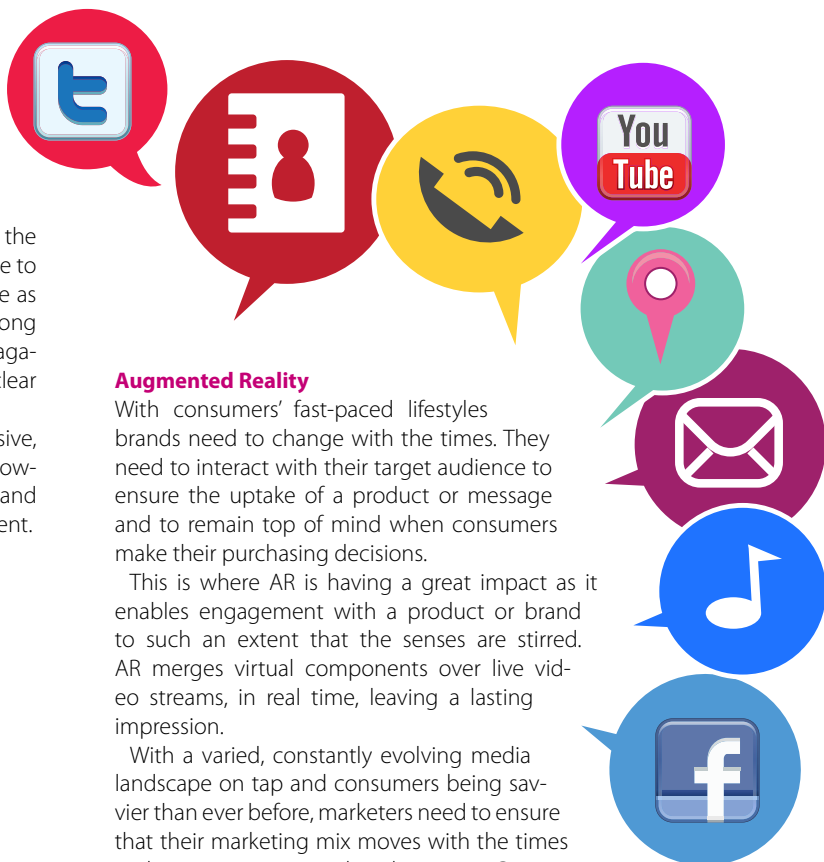 You
Tube
the
e to
e as
ong
aga-
lear
sive,
ow-
and
ent.
Augmented Reality
With consumers’ fast-paced lifestyles
brands need to change with the times. They
need to interact with their target audience to
ensure the uptake of a product or message
and to remain top of mind when consumers
make their purchasing decisions.
This is where AR is having a great impact as it
enables engagement with a product or brand
to such an extent that the senses are stirred.
AR merges virtual components over live vid-
eo streams, in real time, leaving a lasting
impression.
With a varied, constantly evolving media
landscape on tap and consumers being sav-
vier than ever before, marketers need to ensure
that their marketing mix moves with the times
t
f